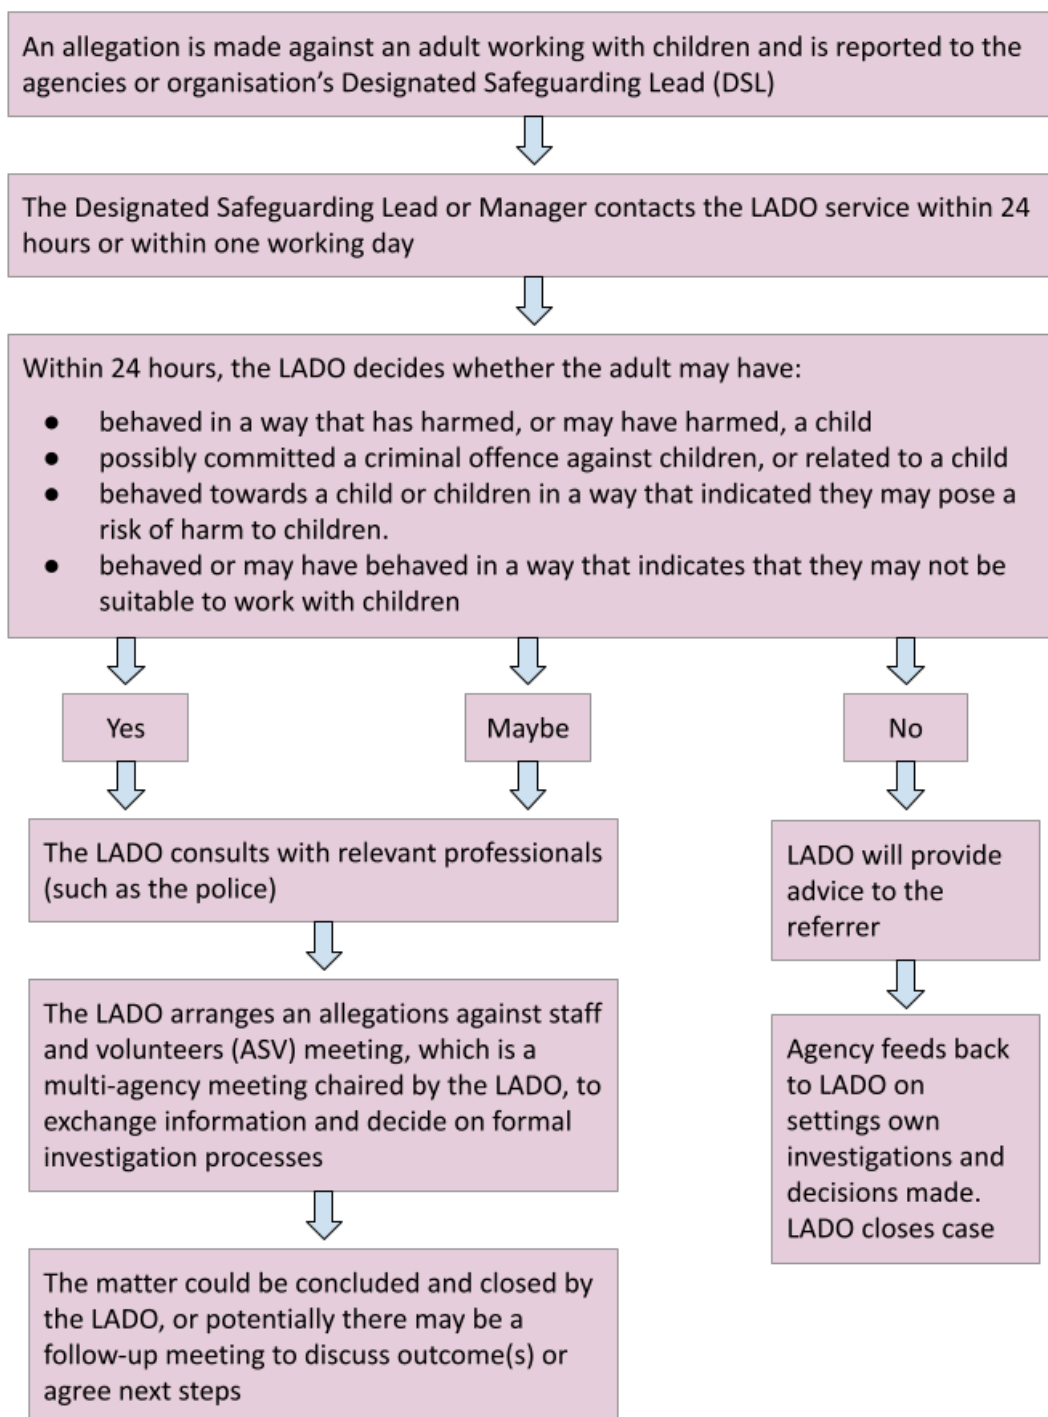 An allegation is made against an adult working with children and is reported to the
agencies or organisation’s Designated Safeguarding Lead (DSL)
The Designated Safeguarding Lead or Manager contacts the LADO service within 24
hours or within one working day
Within 24 hours, the LADO decides whether the adult may have:
● behaved in a way that has harmed, or may have harmed, a child
● possibly committed a criminal offence against children, or related to a child
● behaved towards a child or children in a way that indicated they may pose a
risk of harm to children.
● behaved or may have behaved in a way that indicates that they may not be
suitable to work with children
Yes
Maybe
No
The LADO consults with relevant professionals
(such as the police)
The LADO arranges an allegations against staff
and volunteers (ASV) meeting, which is a
multi-agency meeting chaired by the LADO, to
exchange information and decide on formal
investigation processes
The matter could be concluded and closed by
the LADO, or potentially there may be a
follow-up meeting to discuss outcome(s) or
agree next steps
LADO will provide
advice to the
referrer
Agency feeds back
to LADO on
settings own
investigations and
decisions made.
LADO closes case